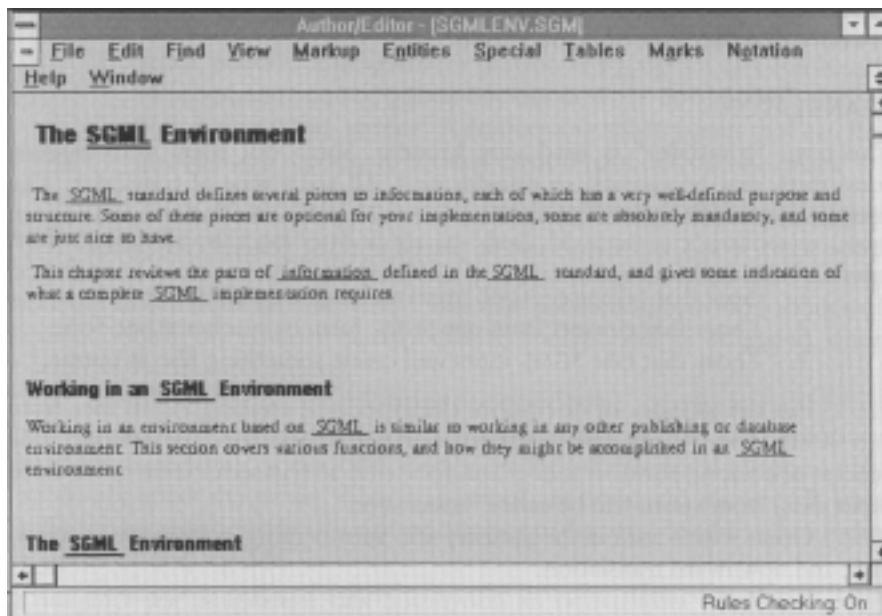 Author/Editor - [SGMLENV.SGM]
File Edit Find View Markup Entities Special Tables Marks Notation
Help Window
The SGML Environment
The SGML standard defines several pieces to information, each of which has a very well-defined purpose and
structure. Some of these pieces are optional for your implementation, some are absolutely mandatory, and some
are just nice to have.
This chapter reviews the parts of information defined in the SGML standard, and gives some indication of
what a complete SGML implementation requires
Working in an SGML Environment
Working in an environment based on SGML is similar to working in any other publishing or database
environment. This section covers various functions, and how they might be accomplished in an SGML
environment
The SGML Environment
Rules Checking: On